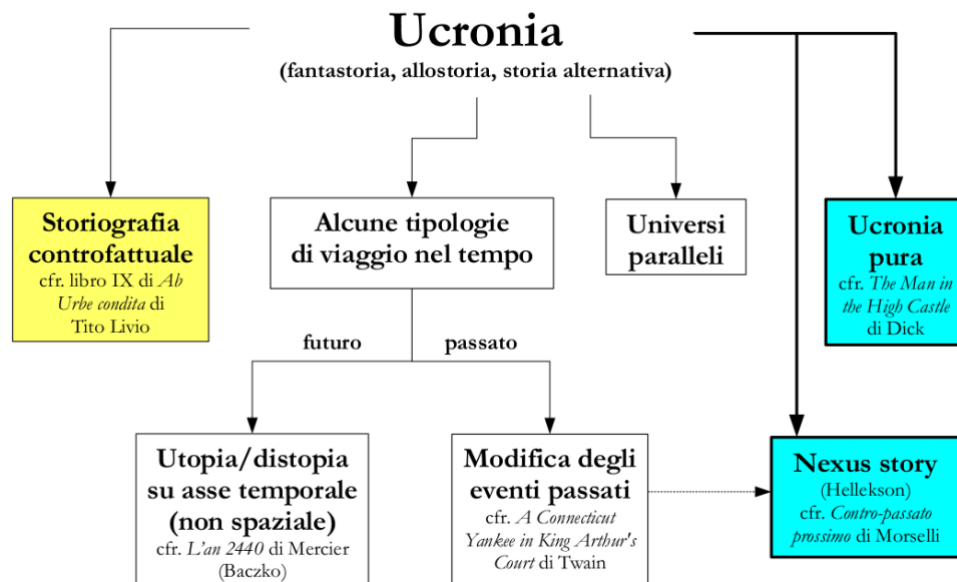 Ucronia
(fantastoria, allostoria, storia alternativa)
Storiografia
controfattuale
cfr. libro IX di Ab
Urbe condita di
Tito Livio
Alcune tipologie
di viaggio nel tempo
Universi
paralleli
Ucronia
pura
cfr. The Man in
the High Castle
di Dick
futuro
passato
Utopia/distopia
su asse temporale
(non spaziale)
cfr. L'an 2440 di Mercier
(Baczko)
Modifica degli
eventi passati
cfr. A Connecticut
Yankee in King Arthur's
Court di Twain
Nexus story
(Hellekson)
cfr. Contro-passato
prossimo di Morselli